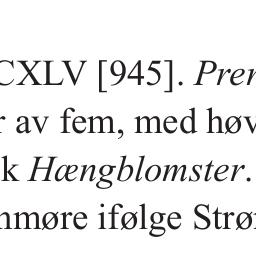 CXLV [945]. Pren
r av fem, med høv
k Hængblomster.
nmøre ifølge Strø